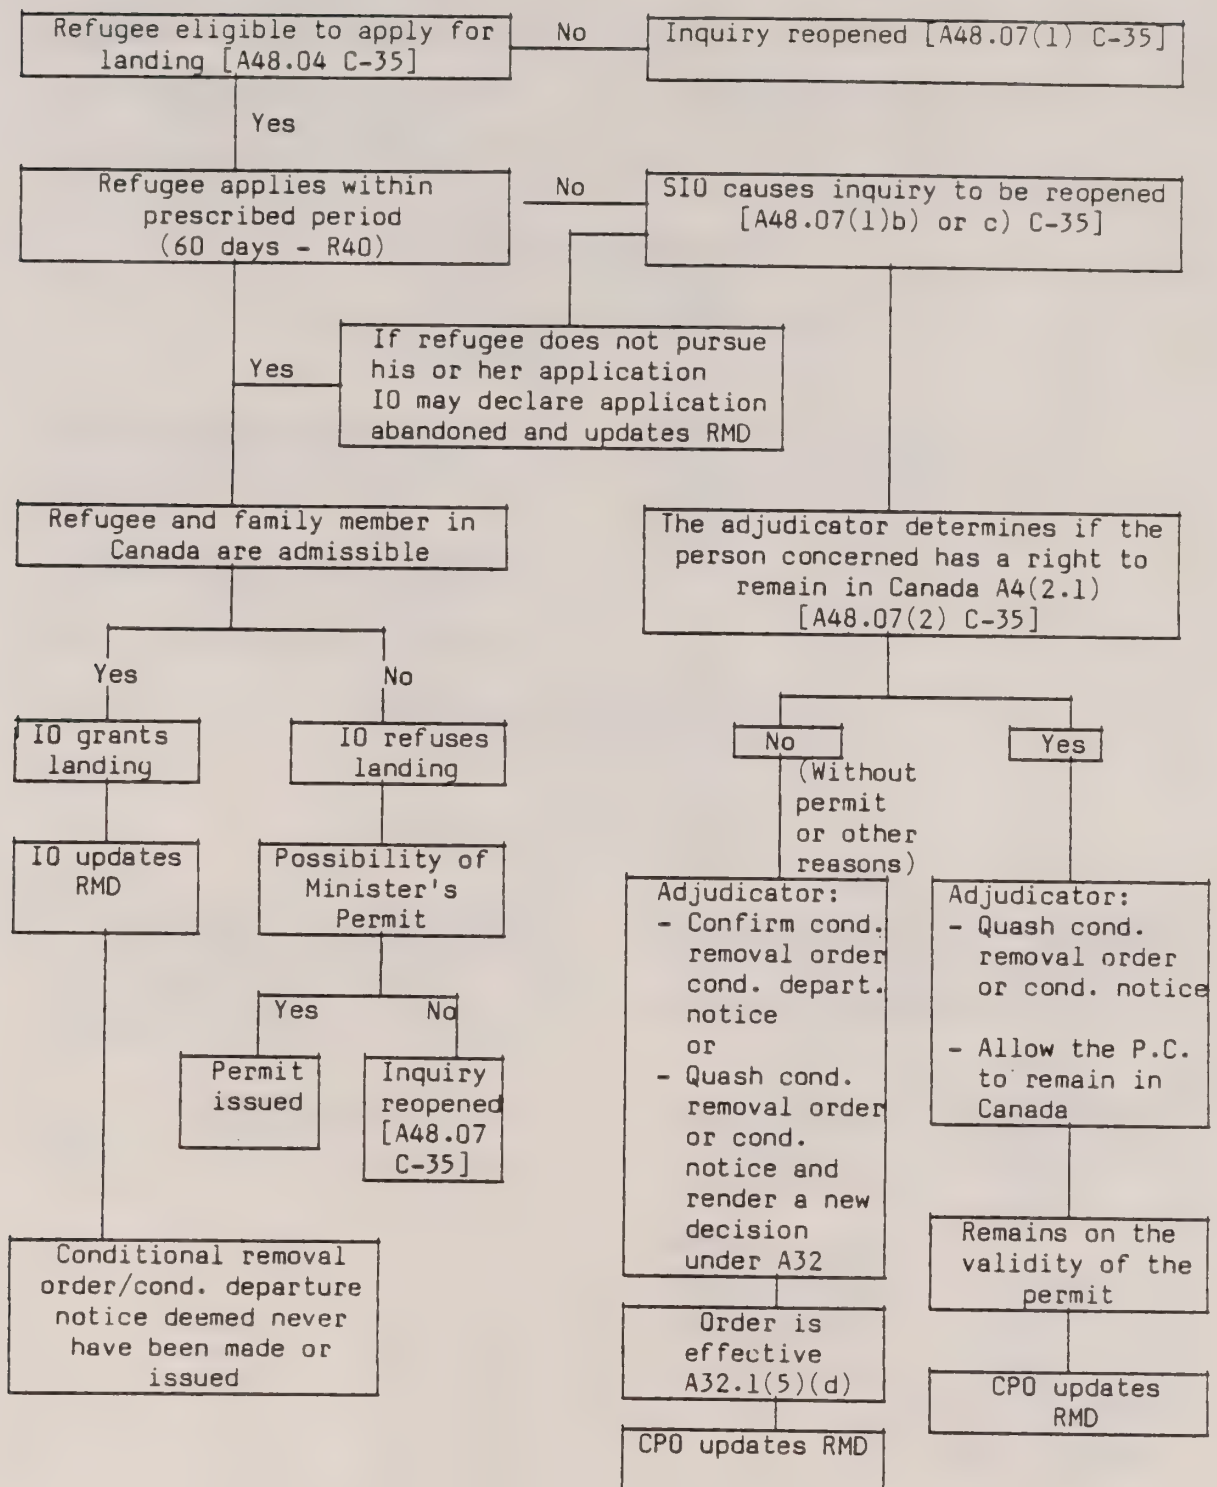 Refugee eligible to apply for
landing [A48.04 C-35]
No
Inquiry reopened [A48.07(1) C-35]
Yes
Refugee applies within
prescribed period
(60 days - R40)
No
SIO causes inquiry to be reopened
[A48.07(1)b) or c) C-35]
Yes
If refugee does not pursue
his or her application
IO may declare application
abandoned and updates RMD
Refugee and family member in
Canada are admissible
Yes
No
IO grants
landing
IO refuses
landing
IO updates
RMD
Possibility of
Minister's
Permit
Yes
No
Permit
issued
Inquiry
reopened
[A48.07
C-35]
Conditional removal
order/cond. departure
notice deemed never
have been made or
issued
The adjudicator determines if the
person concerned has a right to
remain in Canada A4(2.1)
[A48.07(2) C-35]
No
(Without
permit
or other
reasons)
Yes
Adjudicator:
- Confirm cond.
removal order
cond. depart.
notice
or
- Quash cond.
removal order
or cond.
notice and
render a new
decision
under A32
Order is
effective
A32.1(5)(d)
CPO updates RMD
Adjudicator:
- Quash cond.
removal order
or cond. notice
- Allow the P.C.
to remain in
Canada
Remains on the
validity of the
permit
CPO updates
RMD